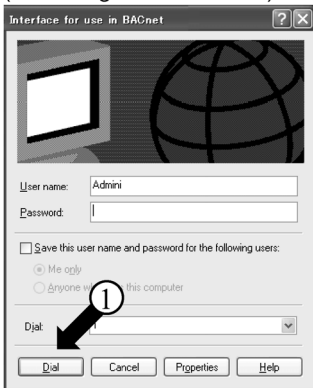 Interface for use in BACnet
User name: Admini
Password:
Save this user name and password for the following users:
Me only
Anyone this computer
Dial:
1
Dial Cancel Properties Help